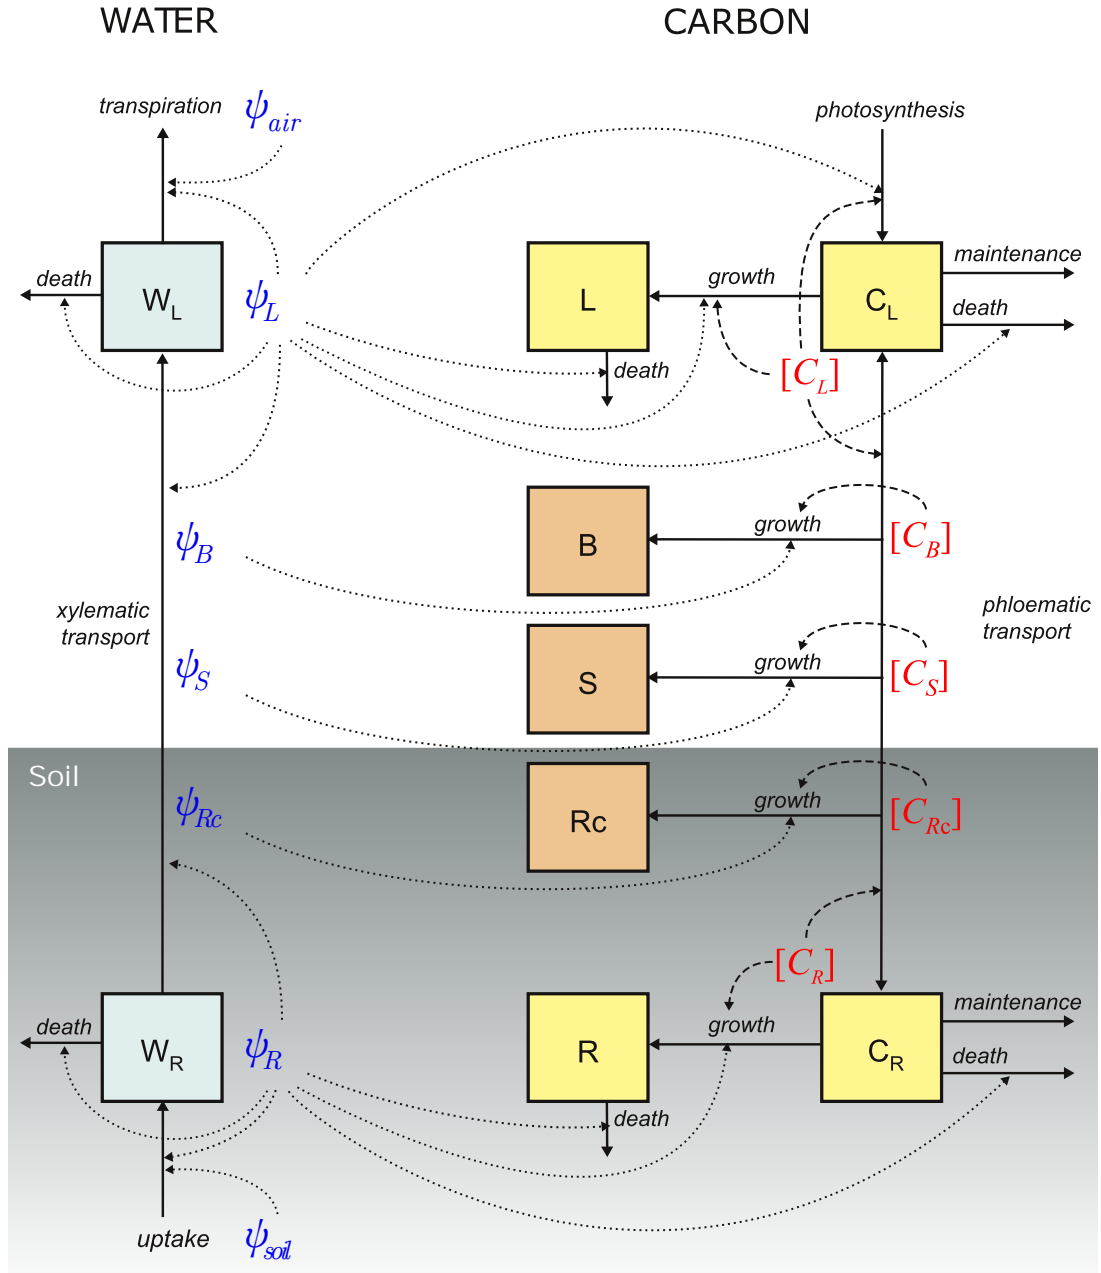 WATER
CARBON
transpiration
ψair
photosynthesis
death
WL
ψL
L
growth
CL
maintenance
death
death
[CL]
ψB
B
growth
[CB]
xylematic
transport
phloematic
transport
ψS
S
growth
[CS]
Soil
ψRc
Rc
growth
[CRc]
[CR]
death
WR
ψR
R
growth
CR
maintenance
death
death
uptake
ψsoil